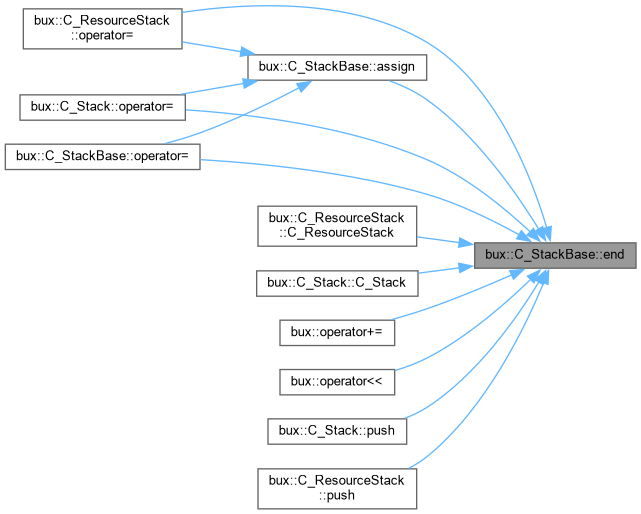 bux::C_ResourceStack
::operator=
bux::C_StackBase::assign
bux::C_Stack::operator=
bux::C_StackBase::operator=
bux::C_ResourceStack
::C_ResourceStack
bux::C_StackBase::end
bux::C_Stack::C_Stack
bux::operator+=
bux::operator<<
bux::C_Stack::push
bux::C_ResourceStack
::push